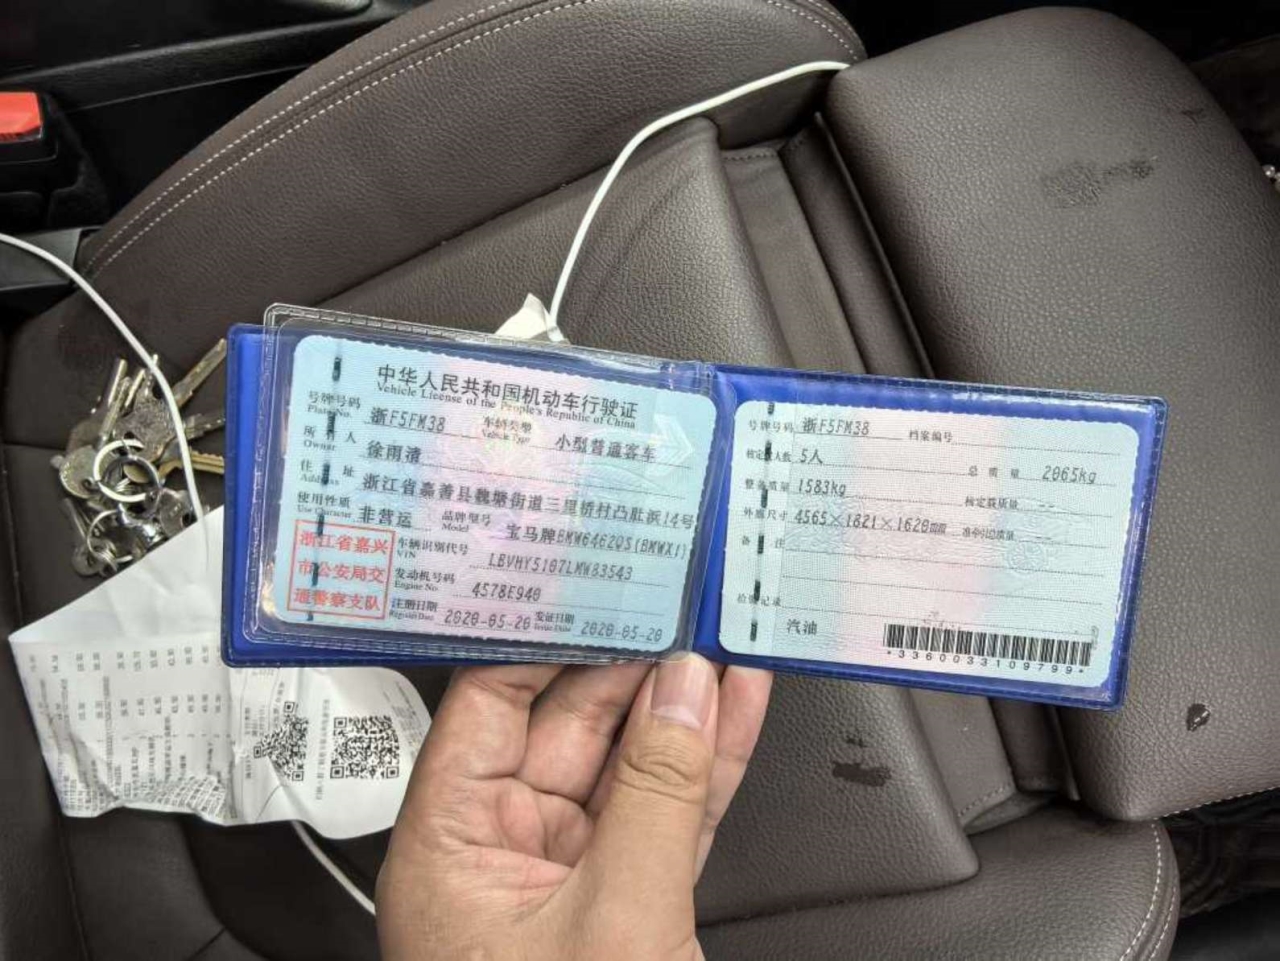 中华人民共和国机动车行驶证
Vehicle License of the People's Republic of China
号牌号码 浙F5FM38 车辆类型 小型普通客车
Plate No. Vehicle Type
所有人 徐雨清
Owner
住址 浙江省嘉善县魏塘街道三里桥村凸肚浜14号
Address
使用性质 非营运 品牌型号 宝马牌BMW6462QS(BMWX1)
Use Character Model
浙江省嘉兴
市公安局交
通警察支队
车辆识别代号 LBVHY5107LMW83543
VIN
发动机号码 4578E940
Engine No.
注册日期 2020-05-20 发证日期 2020-05-20
Register Date Issue Date
号牌号码 浙F5FM38 档案编号
核定载人数 5人 总质量 2065kg
整备质量 1583kg 核定载质量 --
外廓尺寸 4565×1821×1620mm 准牵引总质量 --
备注
检验记录
汽油
*3360033109799*